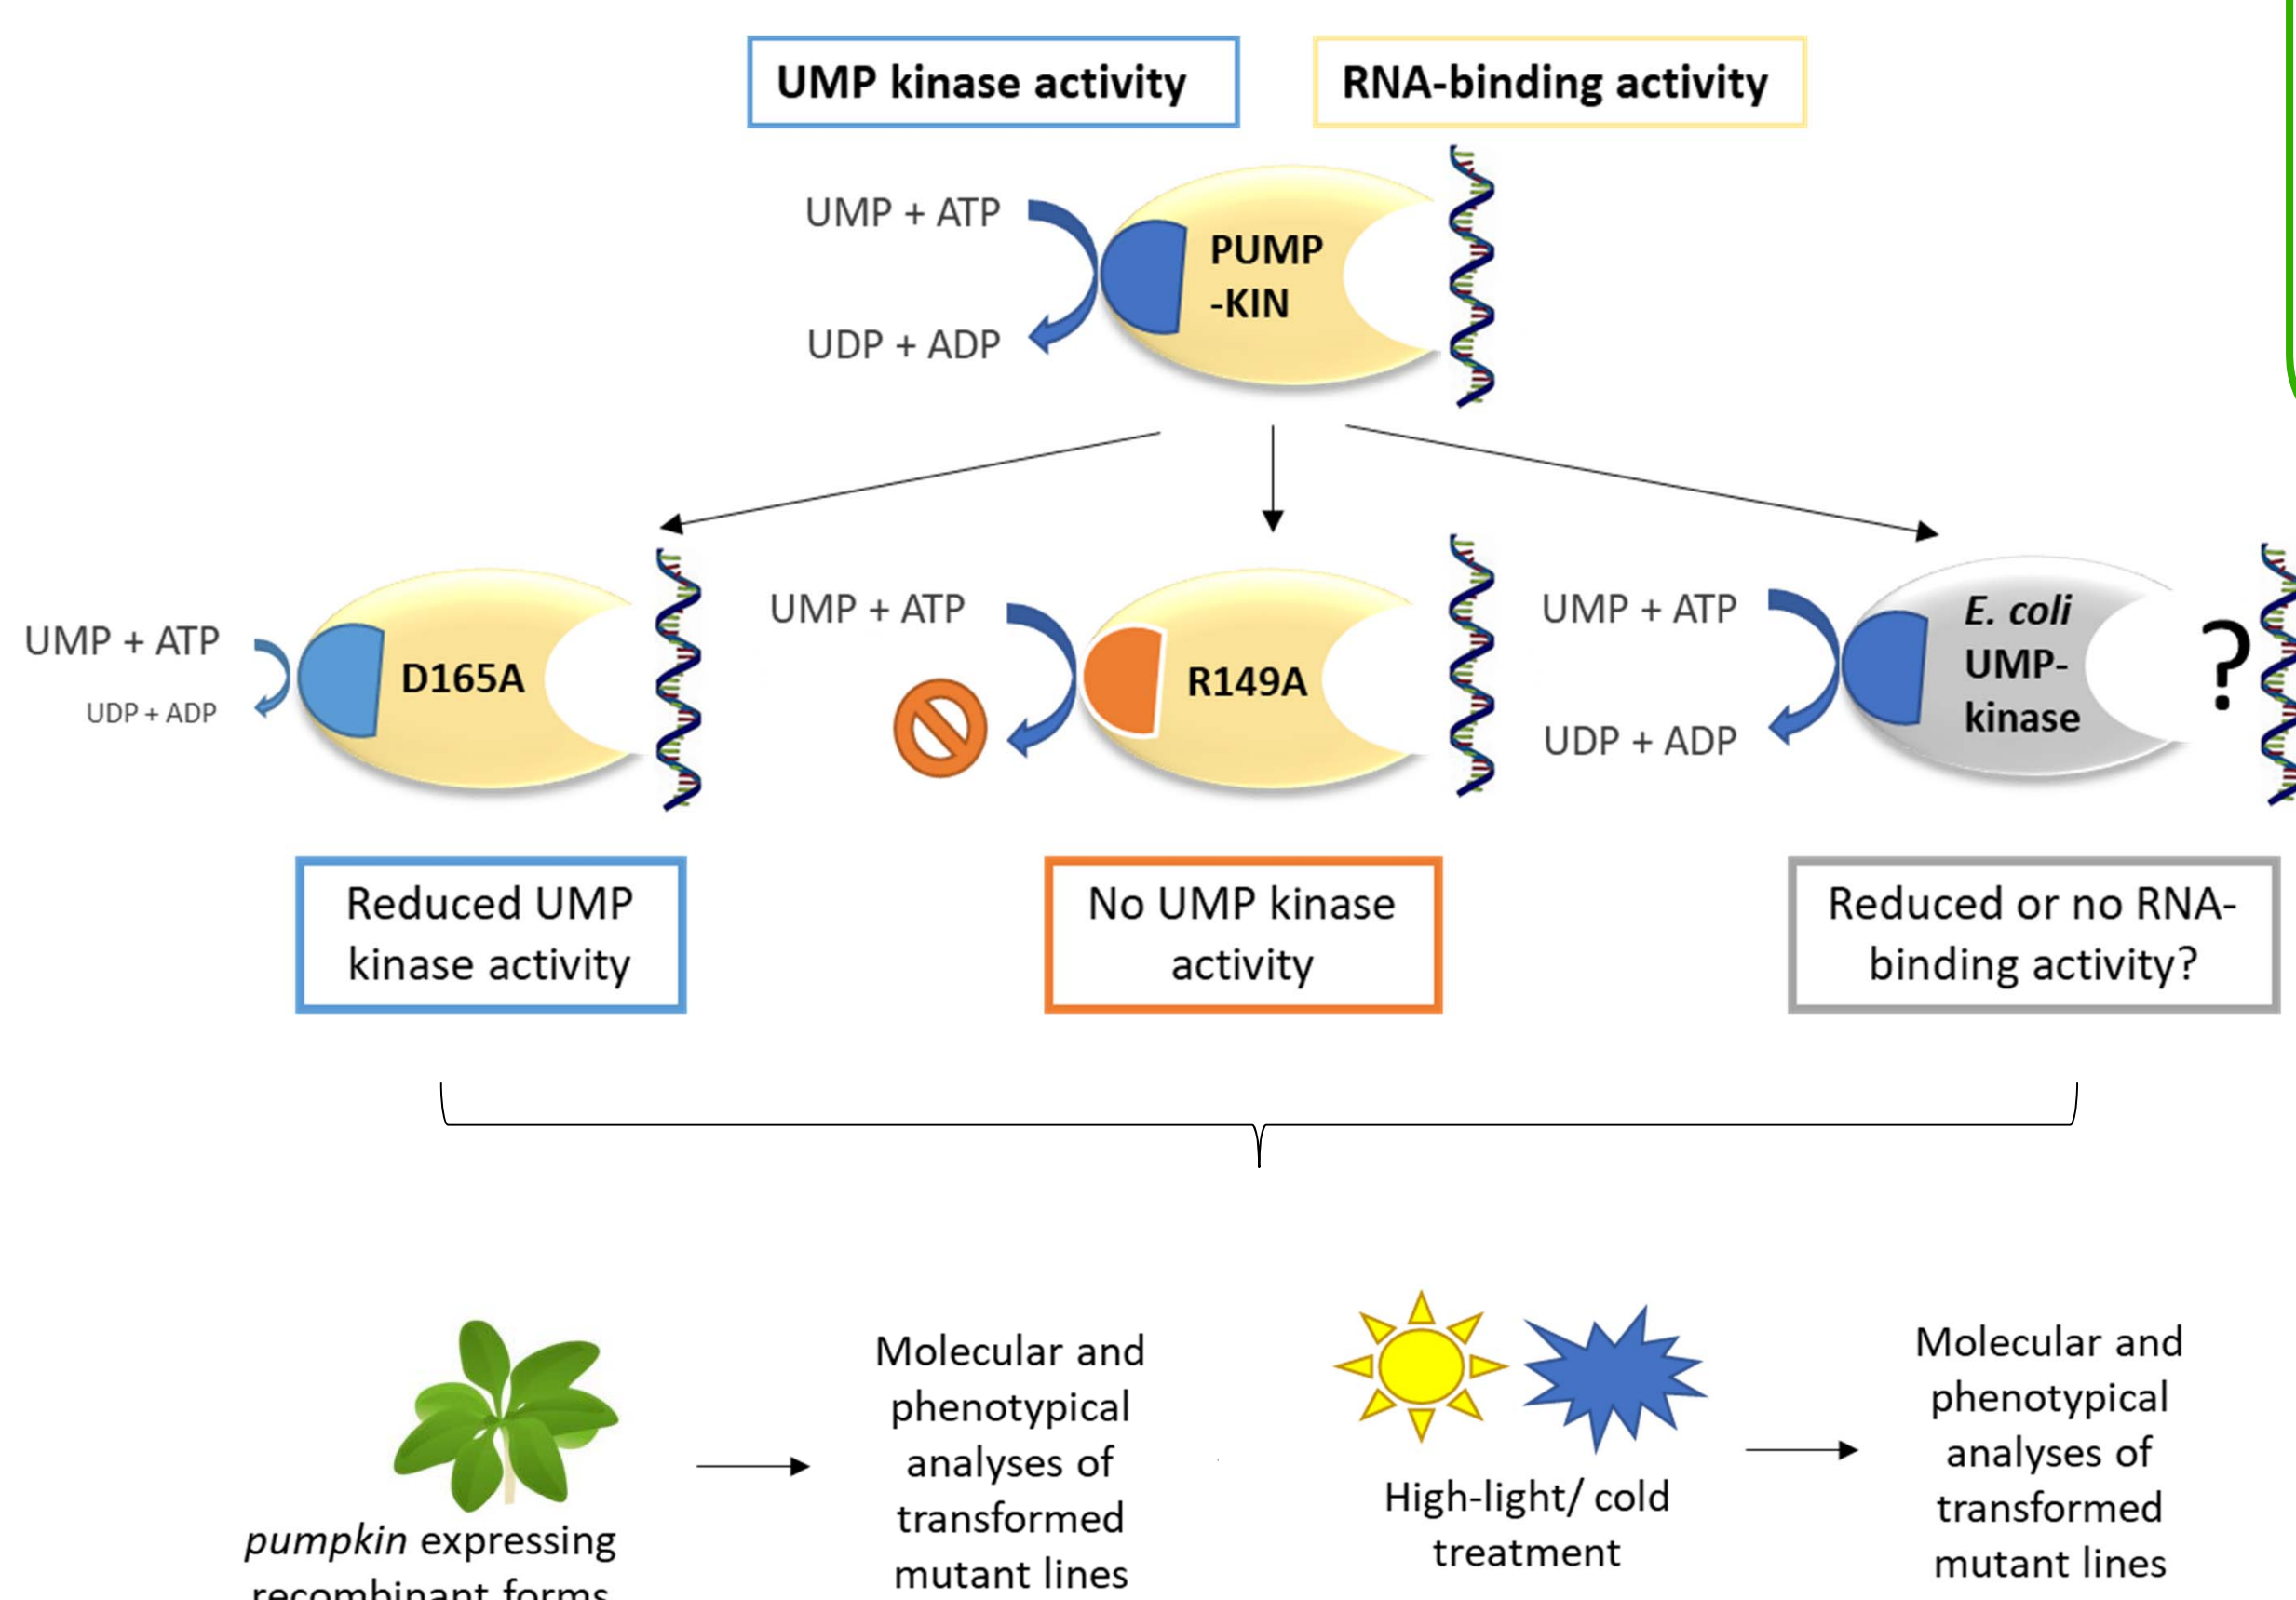 UMP kinase activity
RNA-binding activity
UMP + ATP
PUMP
-KIN
UDP + ADP
UMP + ATP
D165A
UDP + ADP
UMP + ATP
R149A
UMP + ATP
E. coli
UMP-
kinase
?
UDP + ADP
Reduced UMP
kinase activity
No UMP kinase
activity
Reduced or no RNA-
binding activity?
pumpkin expressing
recombinant forms
Molecular and
phenotypical
analyses of
transformed
mutant lines
High-light/ cold
treatment
Molecular and
phenotypical
analyses of
transformed
mutant lines